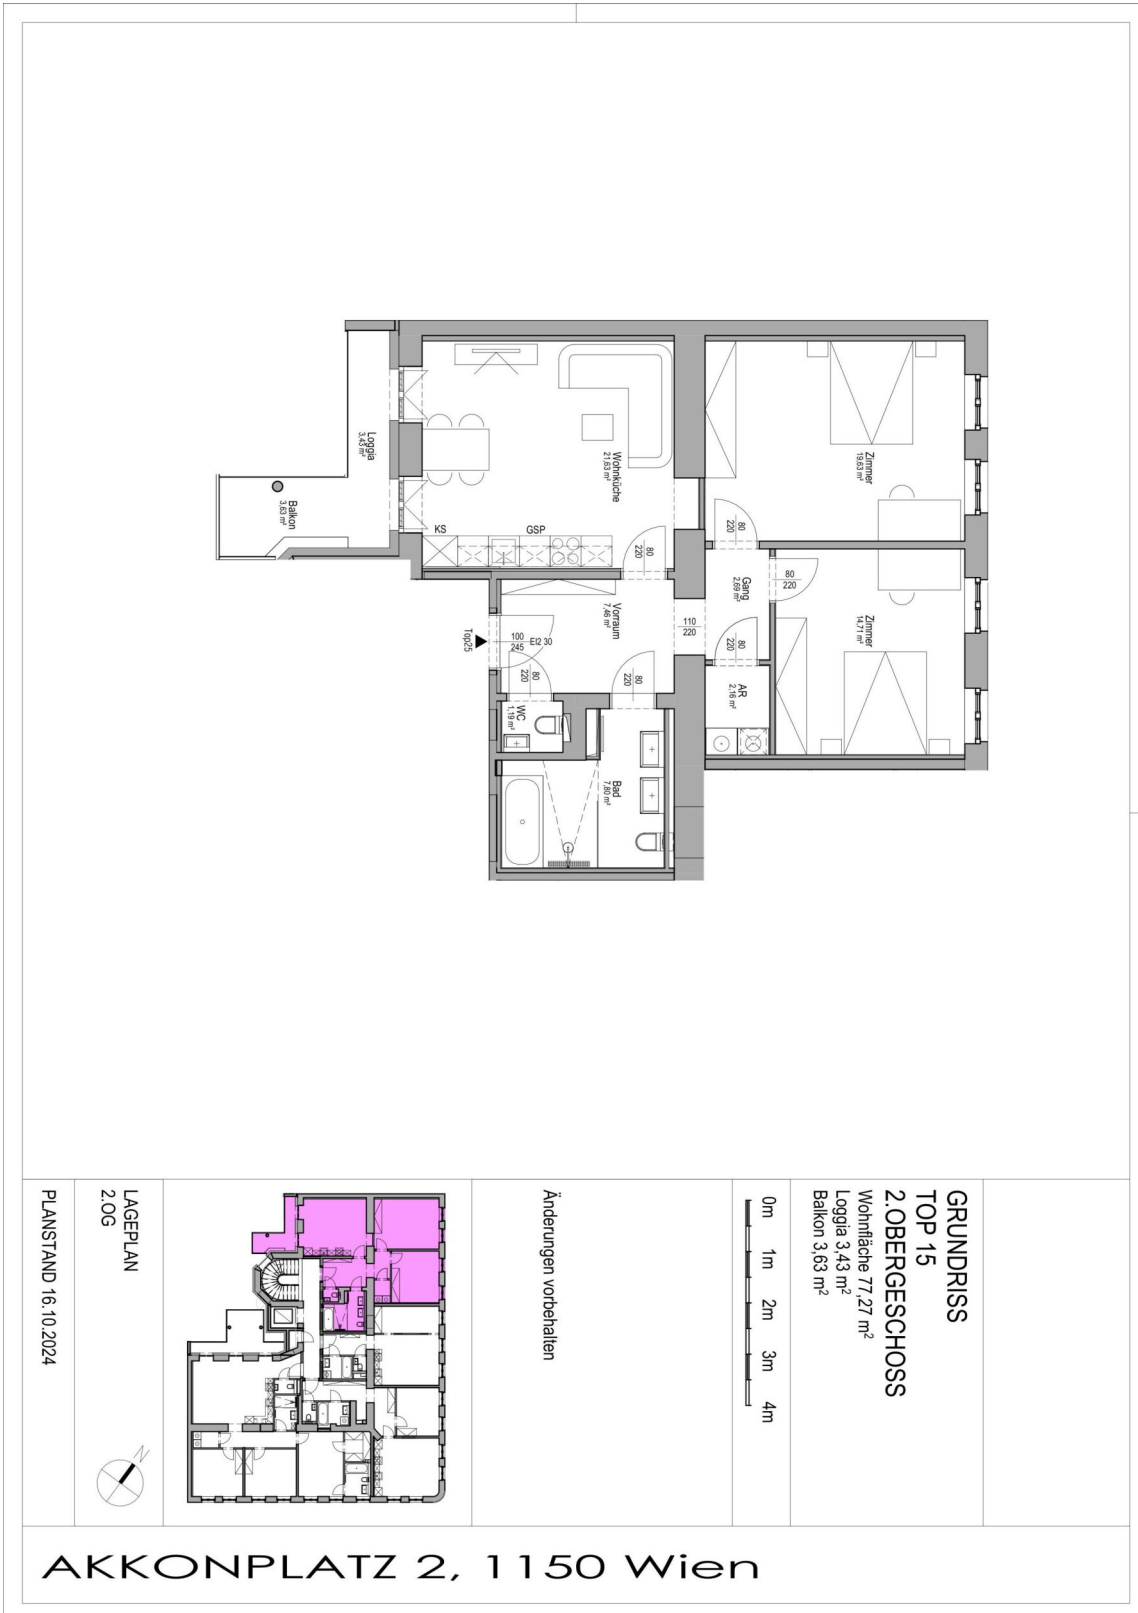 Loggia
3,43 m²
Balkon
3,63 m²
Wohnküche
21,63 m²
KS
GSP
80
220
Zimmer
19,63 m²
80
220
Gang
2,69 m²
80
220
Zimmer
14,71 m²
Vorraum
7,46 m²
110
220
Top25
100
245
EI2 30
80
220
80
220
80
220
AR
2,16 m²
WC
1,19 m²
Bad
7,80 m²
GRUNDRISS
TOP 15
2.OBERGESCHOSS
Wohnfläche 77,27 m²
Loggia 3,43 m²
Balkon 3,63 m²
0m 1m 2m 3m 4m
Änderungen vorbehalten
N
LAGEPLAN
2.OG
PLANSTAND 16.10.2024
AKKONPLATZ 2, 1150 Wien